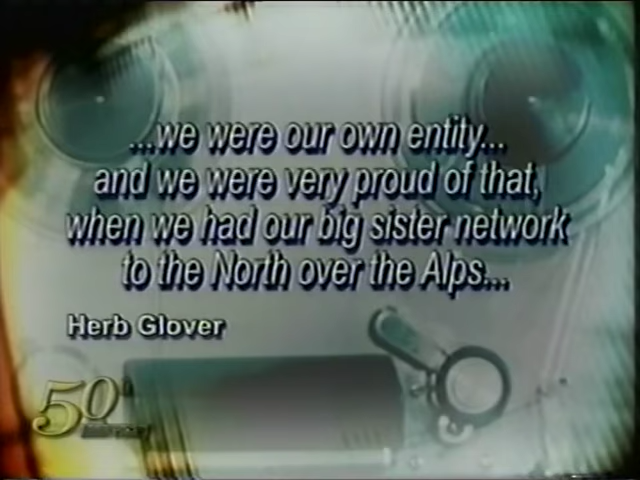 ...we were our own entity...
and we were very proud of that,
when we had our big sister network
to the North over the Alps...
Herb Glover
50th